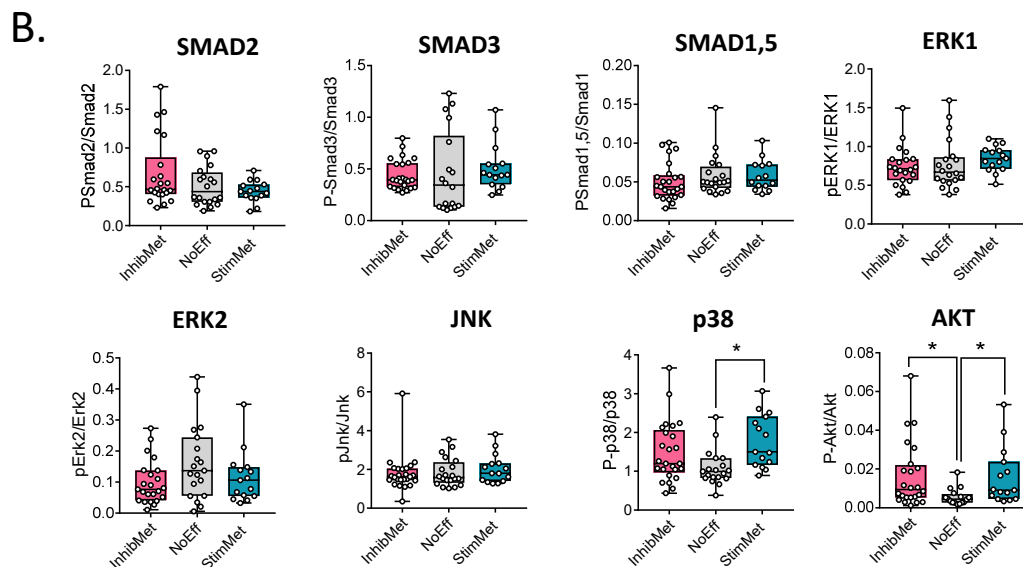 B.
SMAD2
PSmad2/Smad2
2.0
1.5
1.0
0.5
0.0
InhibMet
NoEff
StimMet
SMAD3
P-Smad3/Smad3
1.5
1.0
0.5
0.0
InhibMet
NoEff
StimMet
SMAD1,5
PSmad1,5/Smad1
0.20
0.15
0.10
0.05
0.00
InhibMet
NoEff
StimMet
ERK1
pERK1/ERK1
2.0
1.5
1.0
0.5
0.0
InhibMet
NoEff
StimMet
ERK2
pErk2/Erk2
0.5
0.4
0.3
0.2
0.1
0.0
InhibMet
NoEff
StimMet
JNK
pJnk/Jnk
8
6
4
2
0
InhibMet
NoEff
StimMet
p38
P-p38/p38
4
3
2
1
0
*
InhibMet
NoEff
StimMet
AKT
P-Akt/Akt
0.08
0.06
0.04
0.02
0.00
* *
InhibMet
NoEff
StimMet